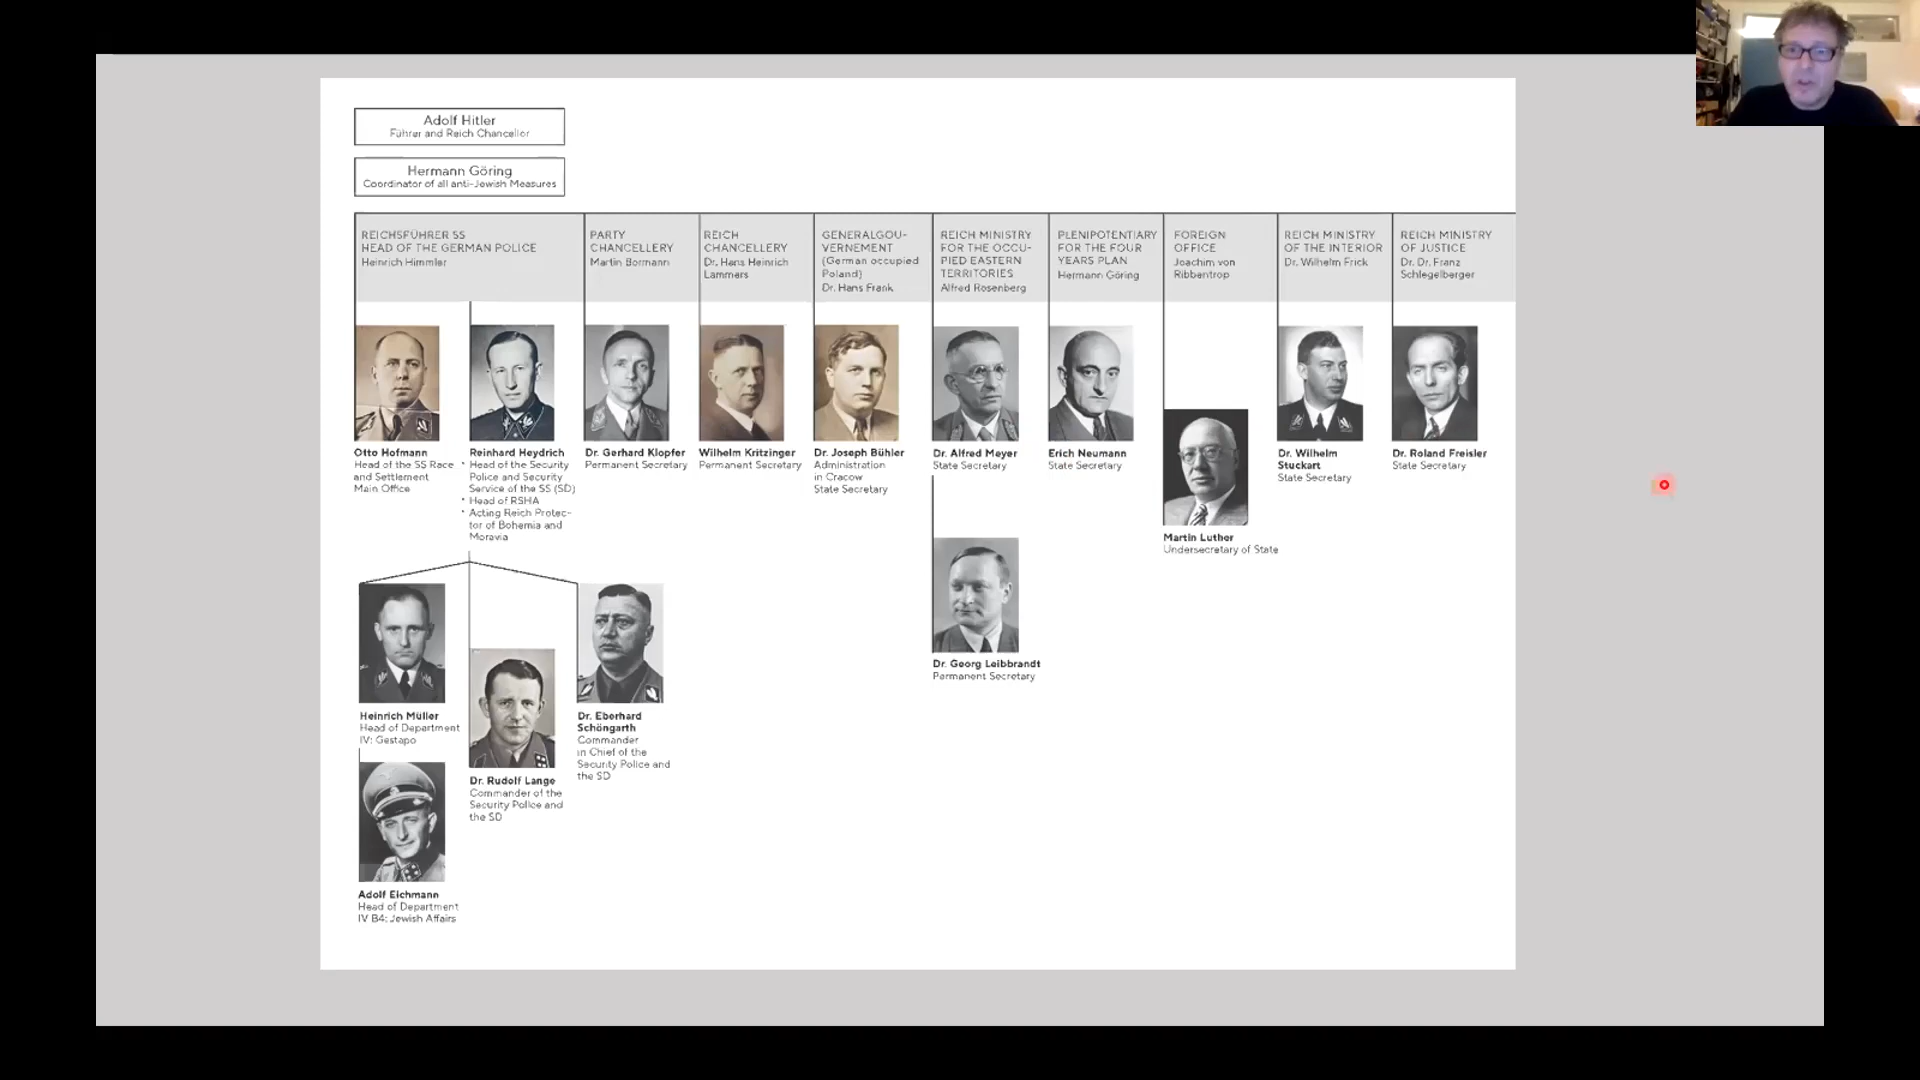 Adolf Hitler
Führer and Reich Chancellor
Hermann Göring
Coordinator of all anti-Jewish Measures
REICHSFÜHRER SS
HEAD OF THE GERMAN POLICE
Heinrich Himmler
PARTY
CHANCELLERY
Martin Bormann
REICH
CHANCELLERY
Dr. Hans Heinrich
Lammers
GENERALGOU-
VERNEMENT
(German occupied
Poland)
Dr. Hans Frank
REICH MINISTRY
FOR THE OCCU-
PIED EASTERN
TERRITORIES
Alfred Rosenberg
PLENIPOTENTIARY
FOR THE FOUR
YEARS PLAN
Hermann Göring
FOREIGN
OFFICE
Joachim von
Ribbentrop
REICH MINISTRY
OF THE INTERIOR
Dr. Wilhelm Frick
REICH MINISTRY
OF JUSTICE
Dr. Dr. Franz
Schlegelberger
Otto Hofmann
Head of the SS Race
and Settlement
Main Office
Reinhard Heydrich
• Head of the Security
Police and Security
Service of the SS (SD)
• Head of RSHA
• Acting Reich Protec-
tor of Bohemia and
Moravia
Dr. Gerhard Klopfer
Permanent Secretary
Wilhelm Kritzinger
Permanent Secretary
Dr. Joseph Bühler
Administration
in Cracow
State Secretary
Dr. Alfred Meyer
State Secretary
Erich Neumann
State Secretary
Martin Luther
Undersecretary of State
Dr. Wilhelm
Stuckart
State Secretary
Dr. Roland Freisler
State Secretary
Dr. Georg Leibbrandt
Permanent Secretary
Heinrich Müller
Head of Department
IV: Gestapo
Dr. Rudolf Lange
Commander of the
Security Police and
the SD
Dr. Eberhard
Schöngarth
Commander
in Chief of the
Security Police and
the SD
Adolf Eichmann
Head of Department
IV B4: Jewish Affairs